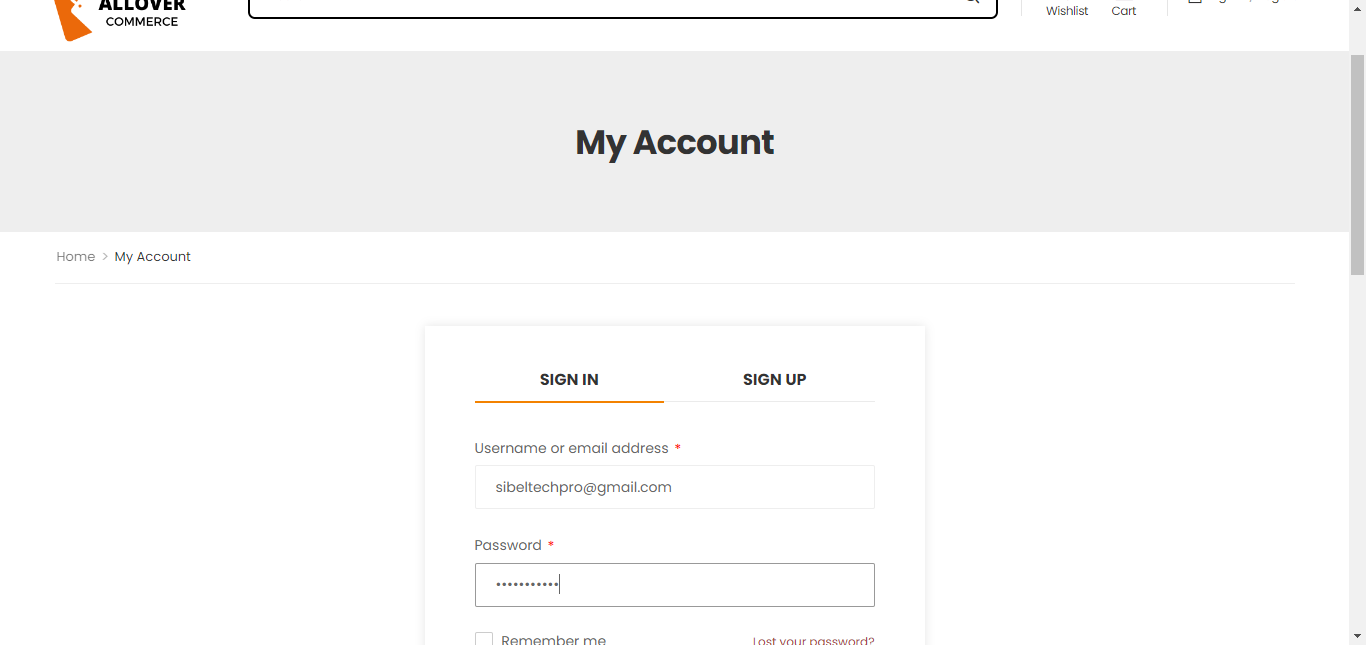 ALLOVER
COMMERCE
Wishlist
Cart
My Account
Home > My Account
SIGN IN
SIGN UP
Username or email address *
sibeltechpro@gmail.com
Password *
•••••••••••
Remember me
Lost your password?